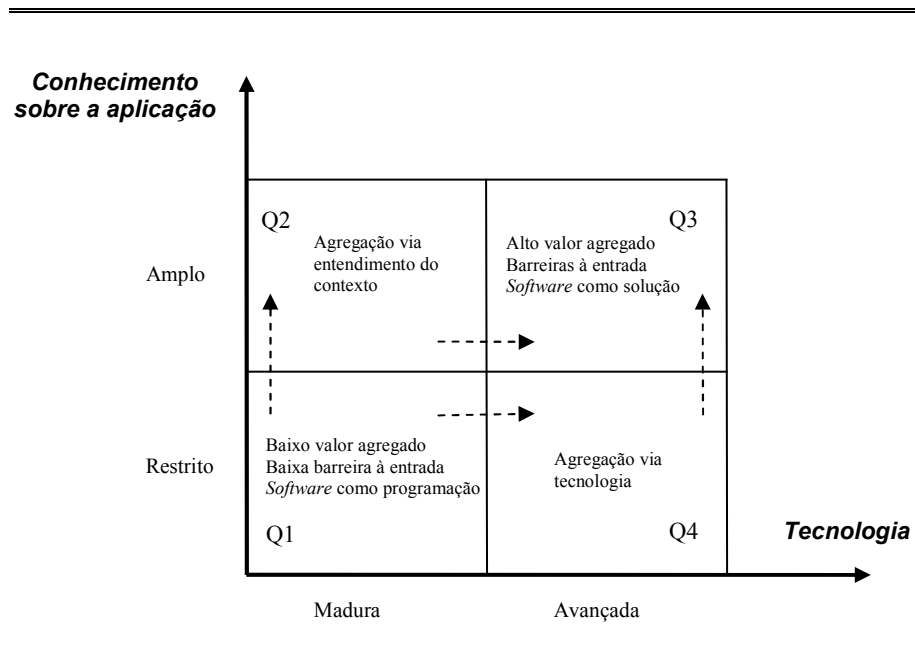 Conhecimento
sobre a aplicação
Q2
Agregação via
entendimento do
contexto
Q3
Alto valor agregado
Barreiras à entrada
Software como solução
Amplo
Restrito
Baixo valor agregado
Baixa barreira à entrada
Software como programação
Q1
Agregação via
tecnologia
Q4
Tecnologia
Madura
Avançada